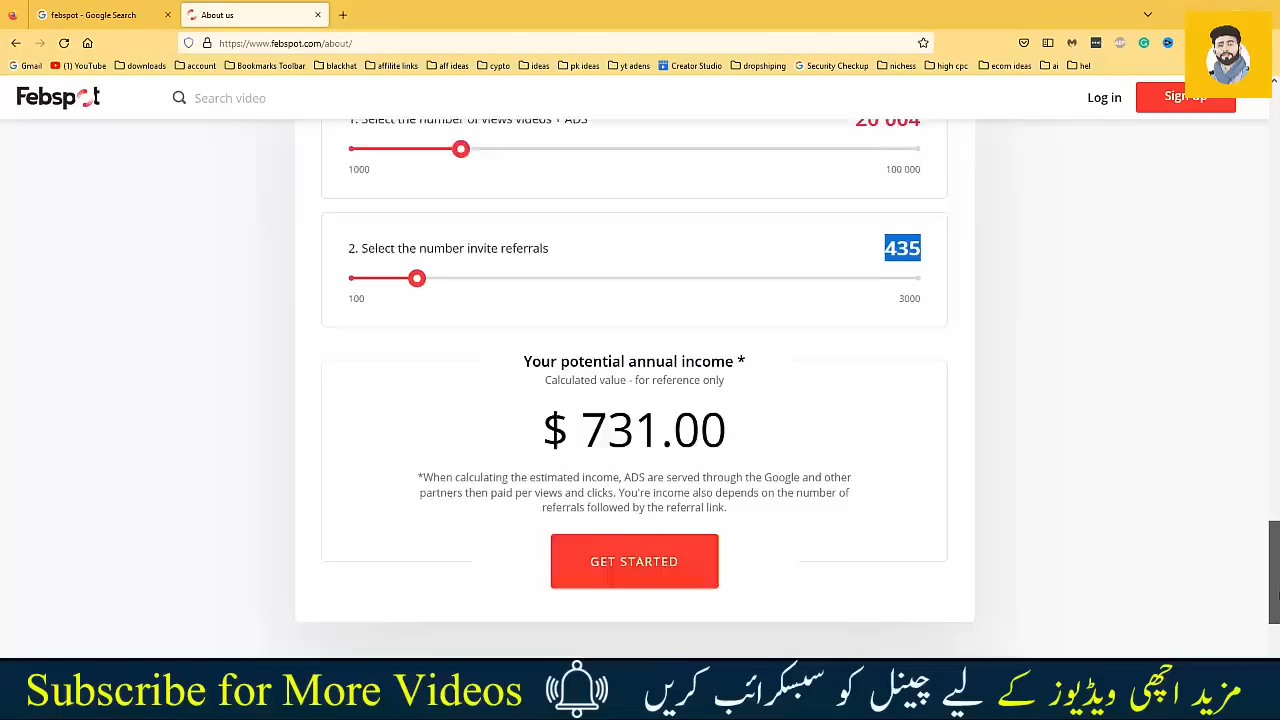 febspot - Google Search
About us
https://www.febspot.com/about/
Gmail
(1) YouTube
downloads
account
Bookmarks Toolbar
blackhat
affilite links
aff ideas
cypto
ideas
pk ideas
yt adens
Creator Studio
dropshiping
Security Checkup
nichess
high cpc
ecom ideas
ai
hel
Febspot
Search video
Log in
Sign up
1. Select the number of views videos + ADS
20 004
1000
100 000
2. Select the number invite referrals
435
100
3000
Your potential annual income *
Calculated value - for reference only
$ 731.00
*When calculating the estimated income, ADS are served through the Google and other
partners then paid per views and clicks. You're income also depends on the number of
referrals followed by the referral link.
GET STARTED
Subscribe for More Videos
مزید اچھی ویڈیوز کے لیے چینل کو سبسکرائب کریں